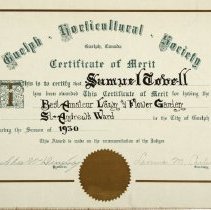 Guelph Horticultural Society
Guelph, Canada
Certificate of Merit
This is to certify that Samuel Tovell
has been awarded this Certificate of Merit for having the
Best Amateur Lawn & Flower Garden
St. Andrew's Ward in the City of Guelph
during the Season of 1930
This Award is made on the recommendation of the Judges